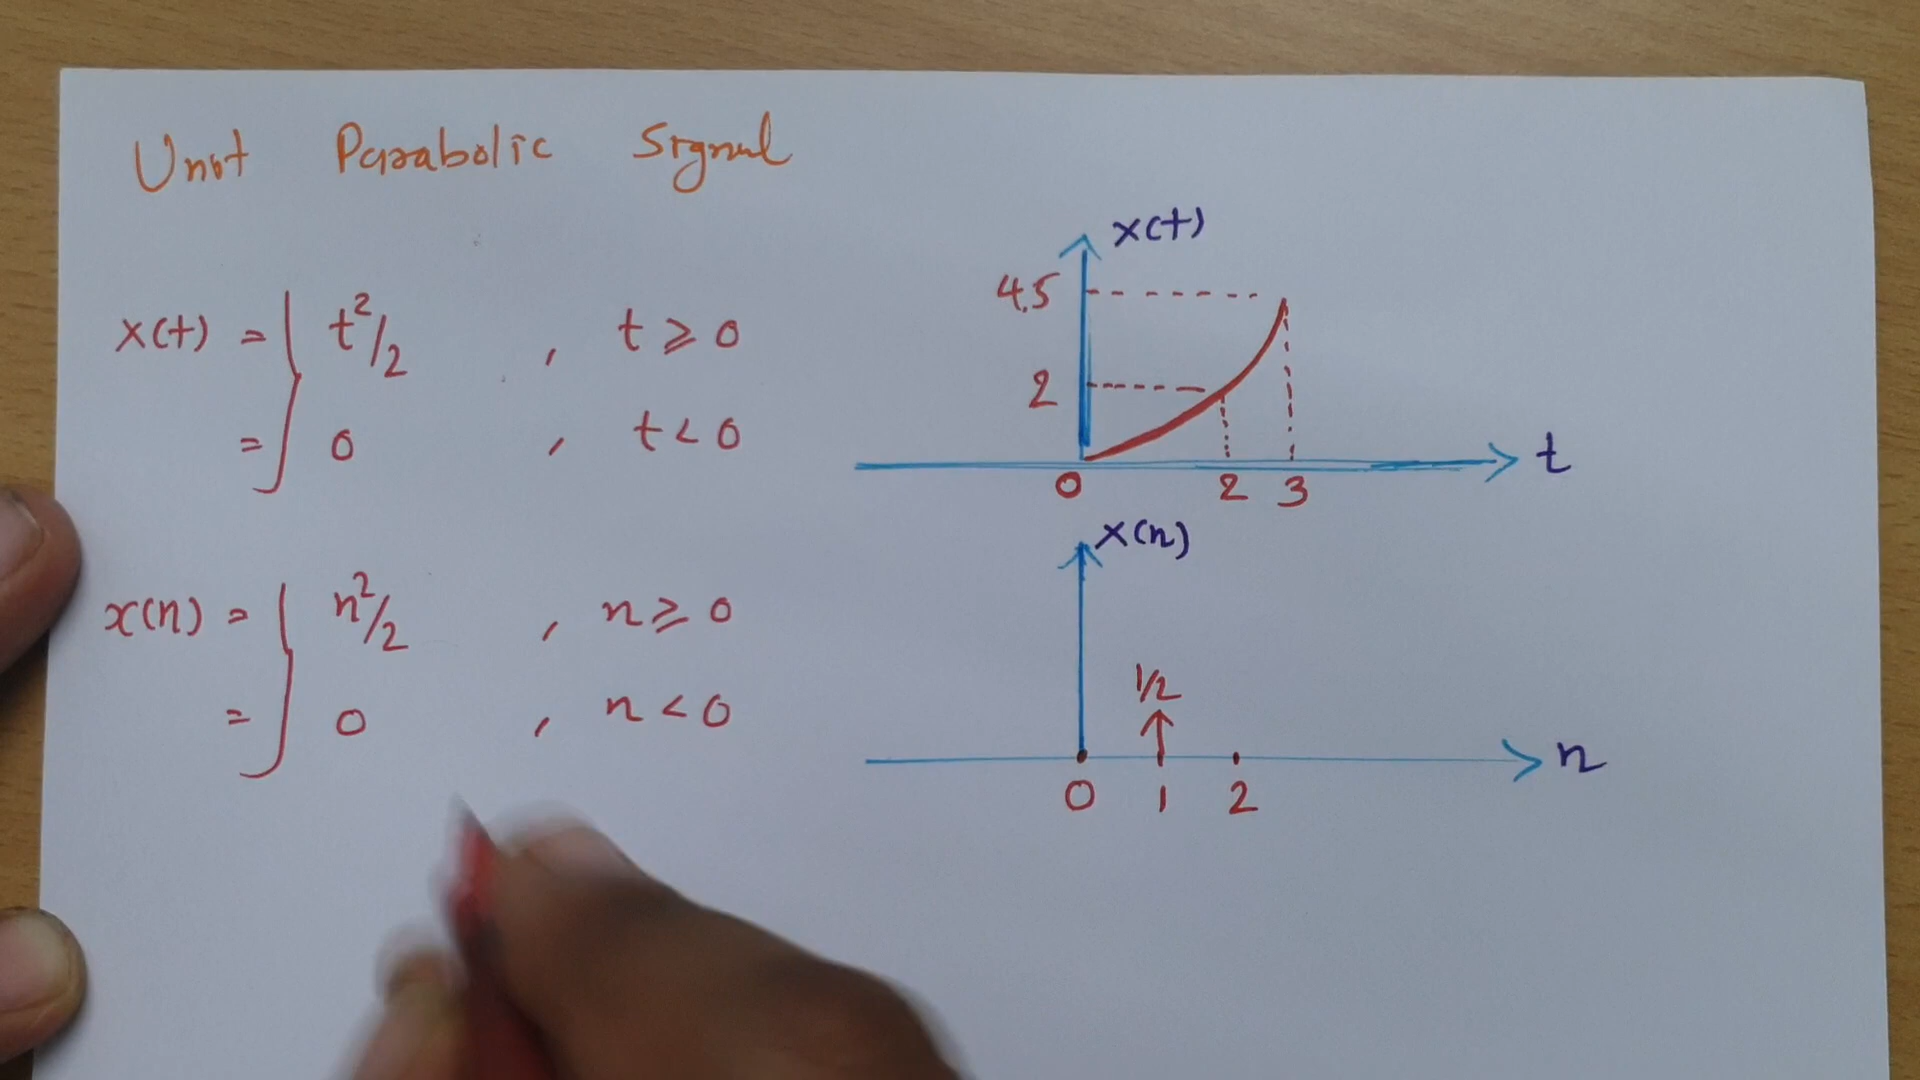 Unit Parabolic Signal
x(t) = { t²/2 , t ≥ 0
= 0 , t < 0
x(t)
4.5
2
0 2 3
t
x(n) = { n²/2 , n ≥ 0
= 0 , n < 0
x(n)
1/2
0 1 2
n